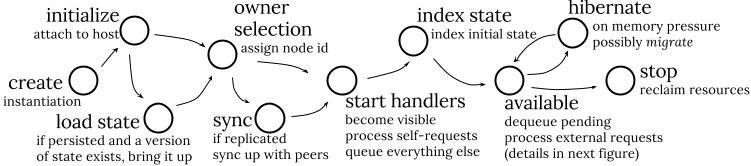 create
instantiation
initialize
attach to host
load state
if persisted and a version
of state exists, bring it up
owner
selection
assign node id
sync
if replicated
sync up with peers
start handlers
become visible
process self-requests
queue everything else
index state
index initial state
available
dequeue pending
process external requests
(details in next figure)
hibernate
on memory pressure
possibly migrate
stop
reclaim resources